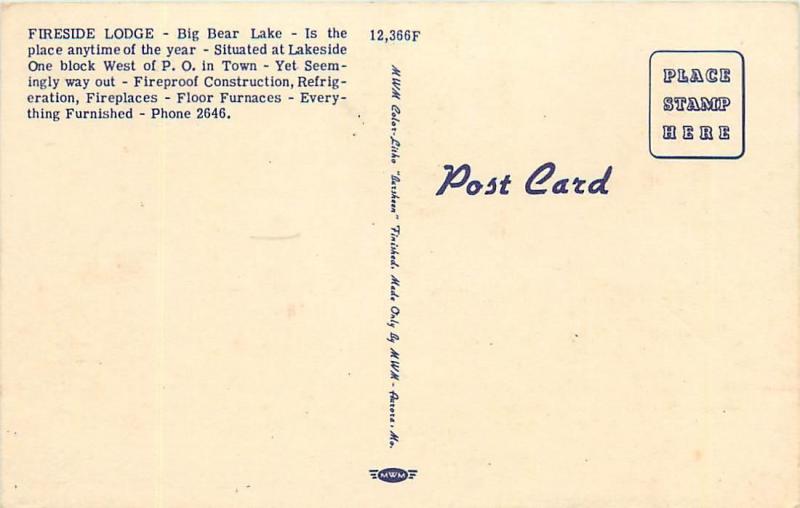 FIRESIDE LODGE - Big Bear Lake - Is the
place anytime of the year - Situated at Lakeside
One block West of P. O. in Town - Yet Seem-
ingly way out - Fireproof Construction, Refrig-
eration, Fireplaces - Floor Furnaces - Every-
thing Furnished - Phone 2646.
12,366F
MWM Color-Litho "Varsheen" Finished. Made Only By MWM - Aurora, Mo.
MWM
PLACE
STAMP
HERE
Post Card